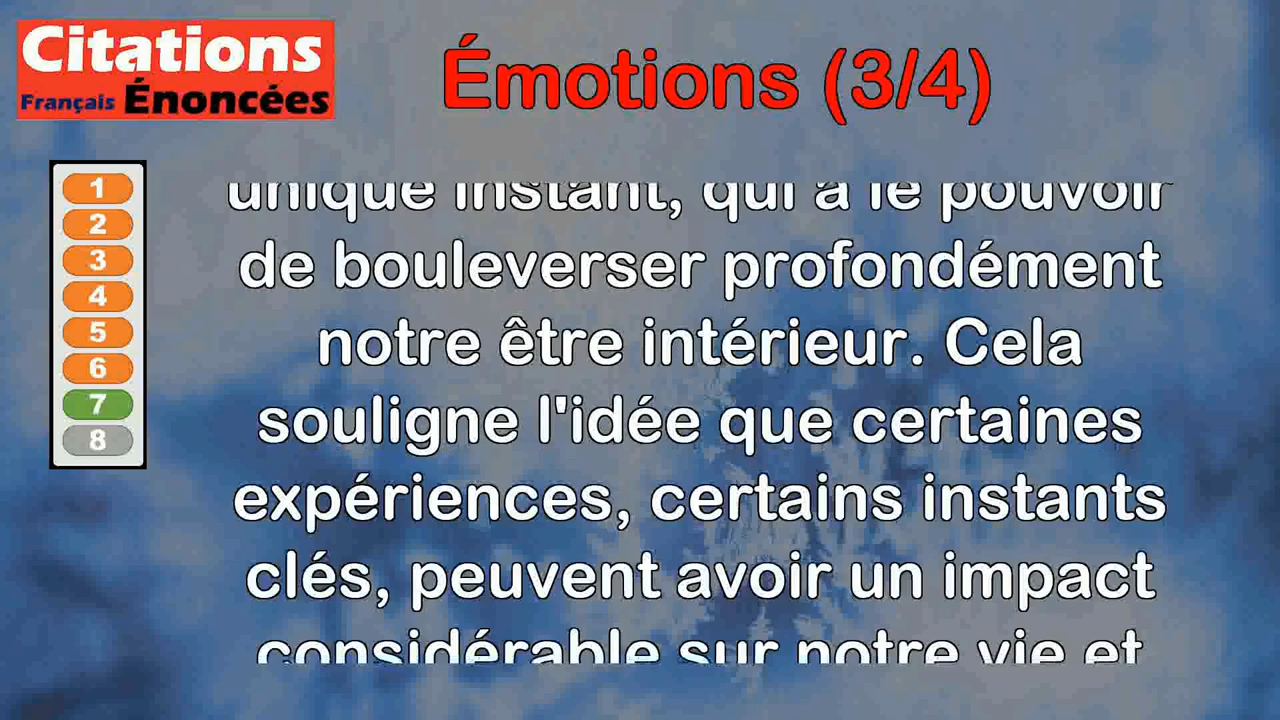 Citations
Français Énoncées
Émotions (3/4)
1
2
3
4
5
6
7
8
unique instant, qui a le pouvoir
de bouleverser profondément
notre être intérieur. Cela
souligne l'idée que certaines
expériences, certains instants
clés, peuvent avoir un impact
considérable sur notre vie et